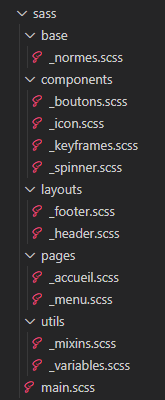 sass
base
_normes.scss
components
_boutons.scss
_icon.scss
_keyframes.scss
_spinner.scss
layouts
_footer.scss
_header.scss
pages
_accueil.scss
_menu.scss
utils
_mixins.scss
_variables.scss
main.scss